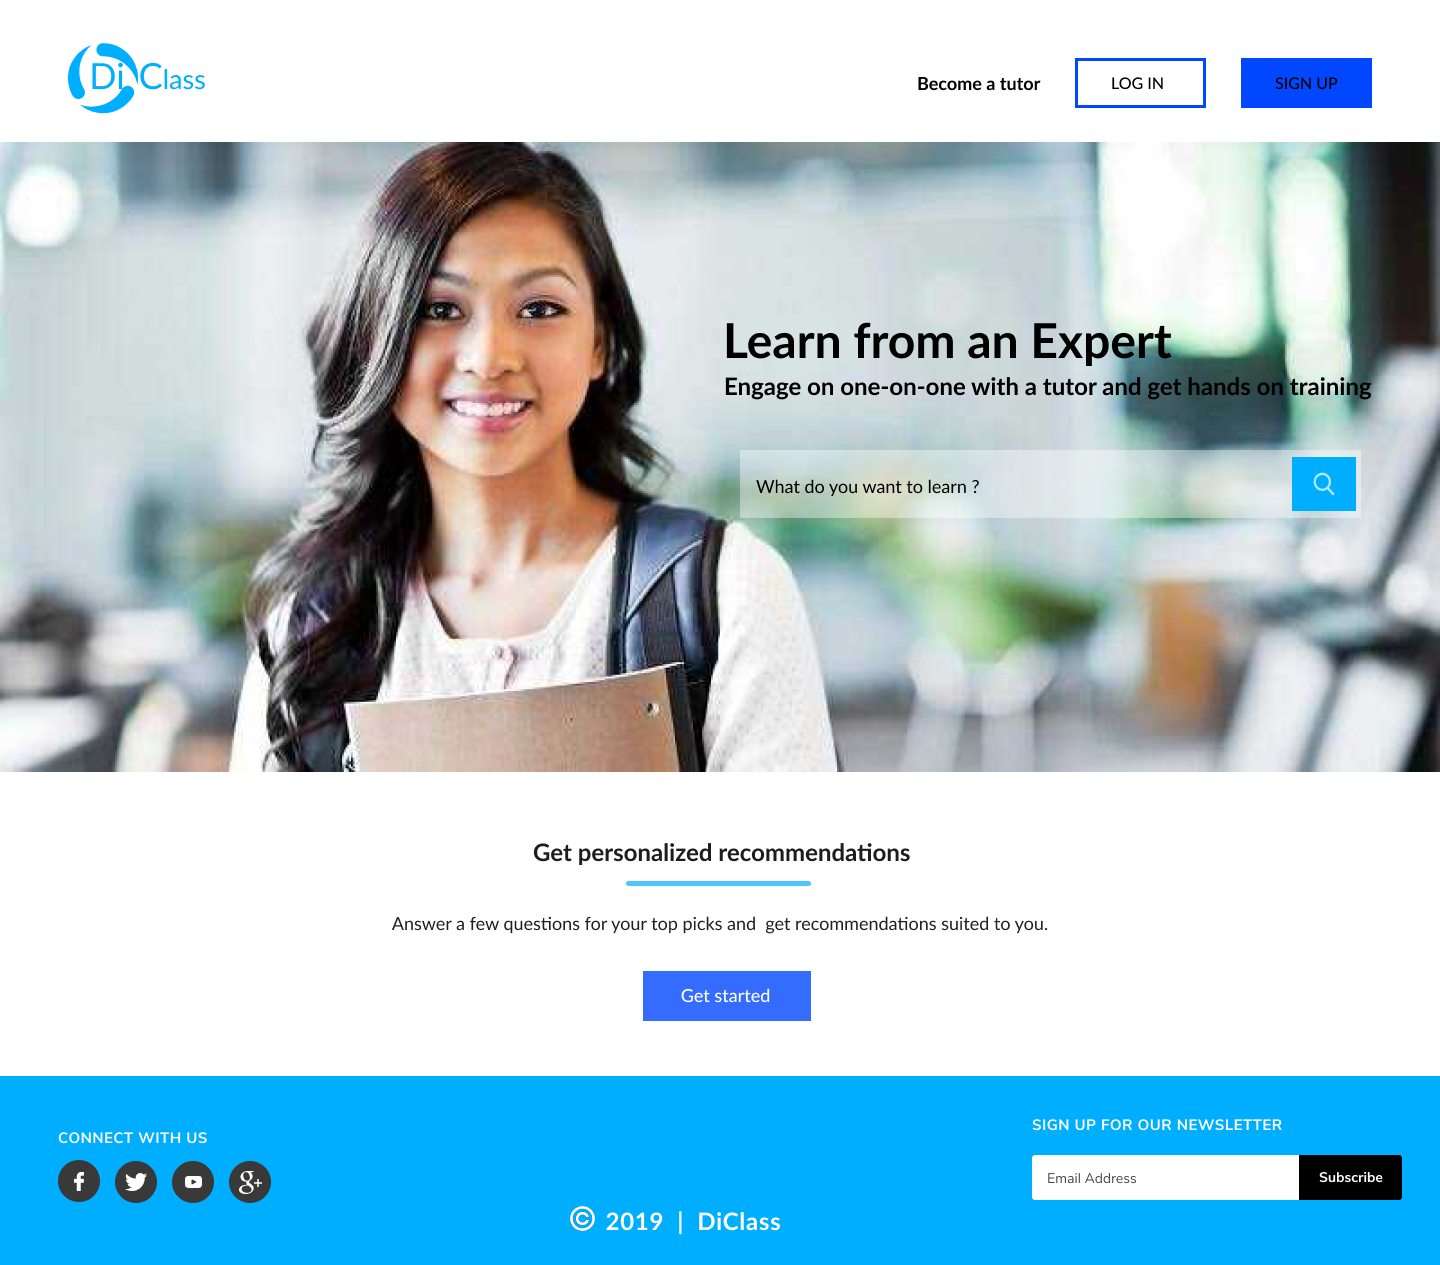 DiClass
Become a tutor
LOG IN
SIGN UP
Learn from an Expert
Engage on one-on-one with a tutor and get hands on training
What do you want to learn ?
Get personalized recommendations
Answer a few questions for your top picks and  get recommendations suited to you.
Get started
CONNECT WITH US
SIGN UP FOR OUR NEWSLETTER
Email Address
Subscribe
© 2019 | DiClass